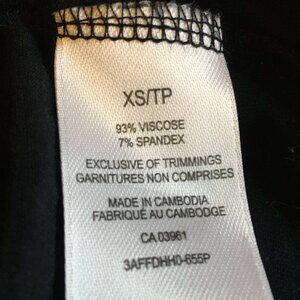 XS/TP
93% VISCOSE
7% SPANDEX
EXCLUSIVE OF TRIMMINGS
GARNITURES NON COMPRISES
MADE IN CAMBODIA
FABRIQUÉ AU CAMBODGE
CA 03961
3AFFDHH0-655P